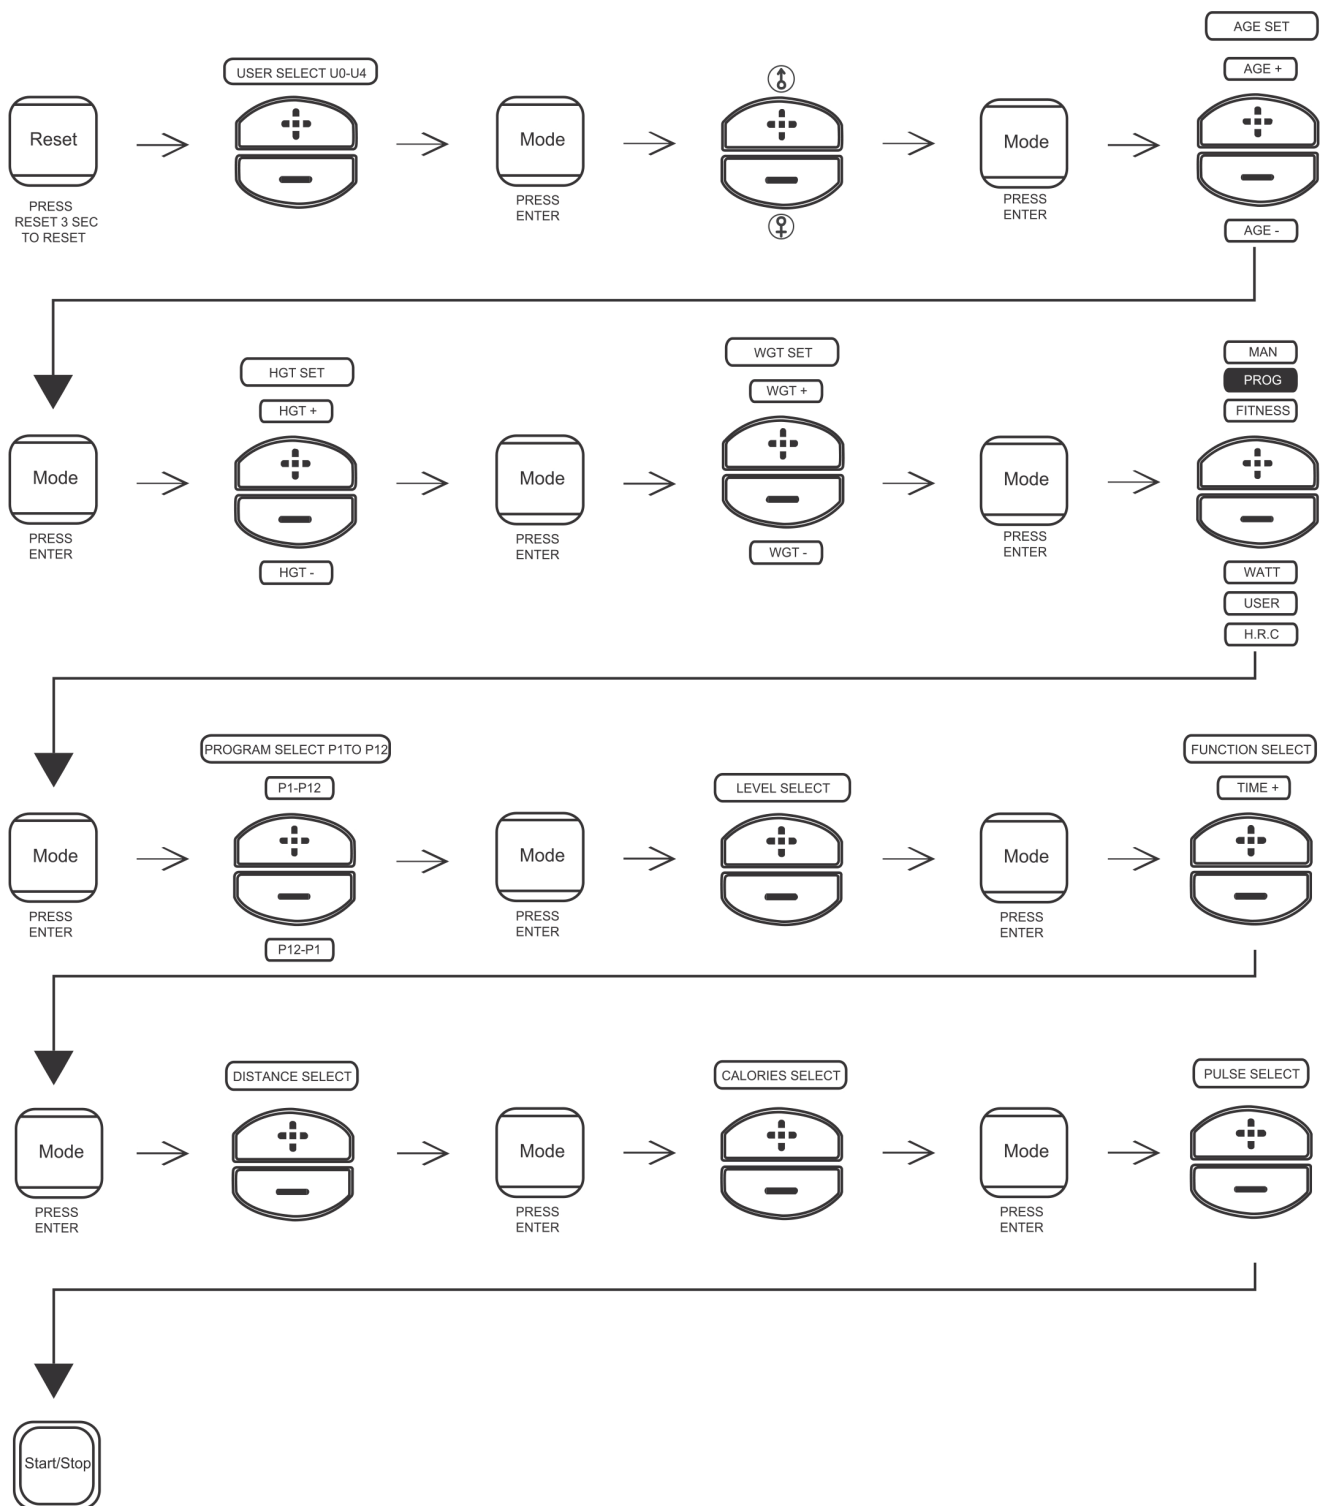 AGE SET
USER SELECT U0-U4
AGE +
Reset
Mode
Mode
PRESS
RESET 3 SEC
TO RESET
PRESS
ENTER
PRESS
ENTER
AGE -
HGT SET
HGT +
WGT SET
WGT +
MAN
PROG
FITNESS
Mode
Mode
Mode
PRESS
ENTER
HGT -
PRESS
ENTER
WGT -
PRESS
ENTER
WATT
USER
H.R.C
PROGRAM SELECT P1TO P12
P1-P12
LEVEL SELECT
FUNCTION SELECT
TIME +
Mode
Mode
Mode
PRESS
ENTER
P12-P1
PRESS
ENTER
PRESS
ENTER
DISTANCE SELECT
CALORIES SELECT
PULSE SELECT
Mode
Mode
Mode
PRESS
ENTER
PRESS
ENTER
PRESS
ENTER
Start/Stop